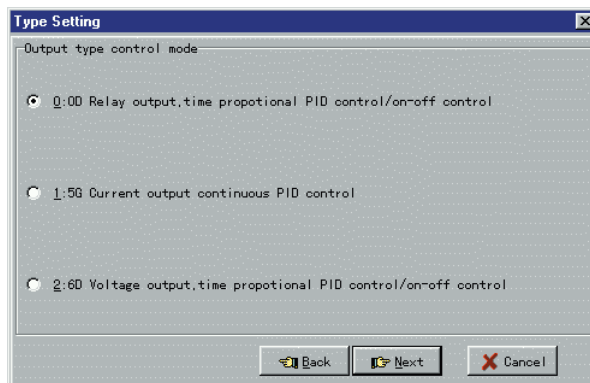 Type Setting
Output type control mode
0:0D Relay output,time propotional PID control/on-off control
1:5G Current output continuous PID control
2:6D Voltage output,time propotional PID control/on-off control
Back Next Cancel